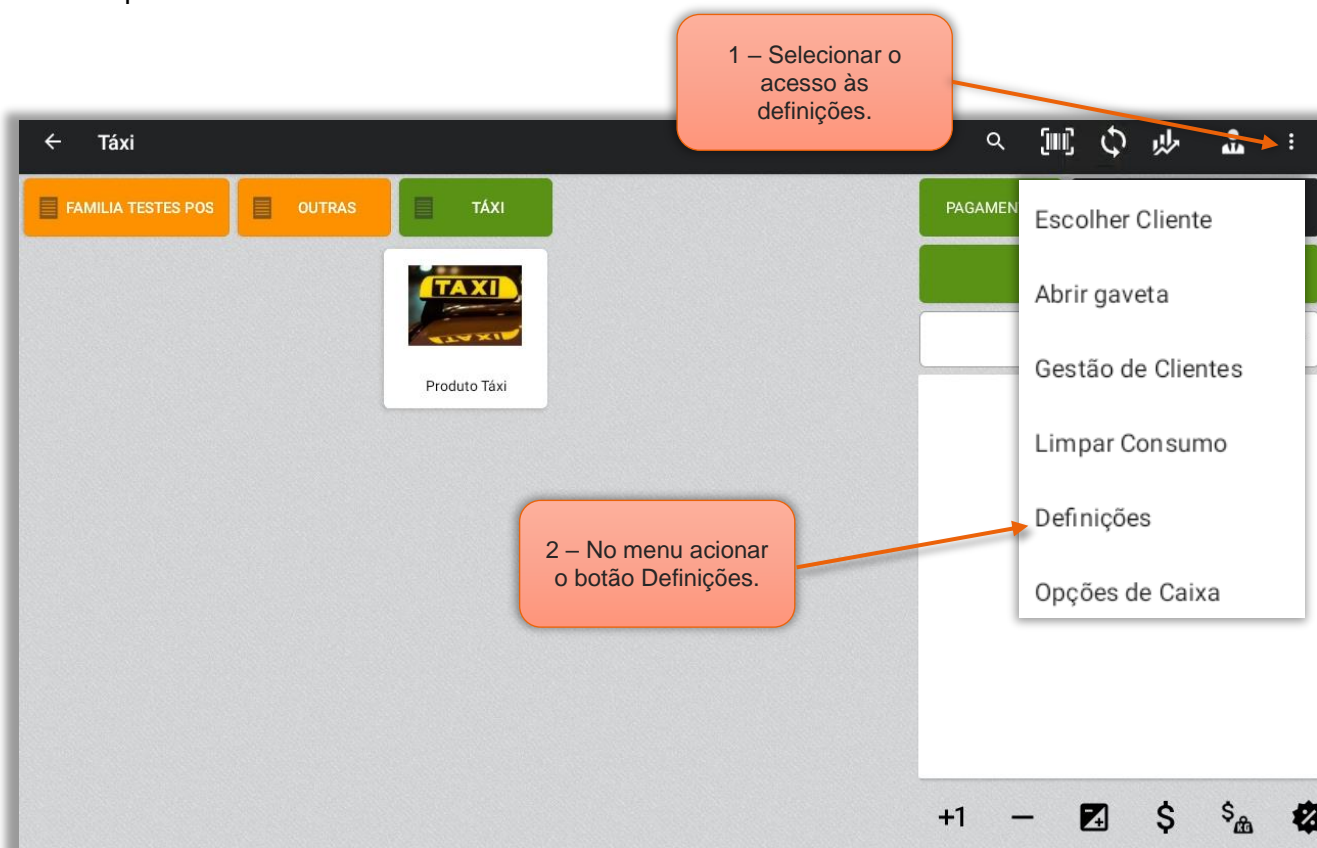 1 – Selecionar o
acesso às
definições.
Táxi
FAMILIA TESTES POS
OUTRAS
TÁXI
PAGAMEN
Escolher Cliente
Abrir gaveta
TAXI
Gestão de Clientes
Produto Táxi
Limpar Consumo
Definições
2 – No menu acionar
o botão Definições.
Opções de Caixa
+1
$
$
KG